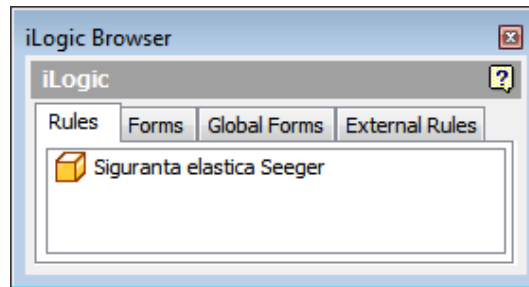 iLogic Browser
iLogic
Rules Forms Global Forms External Rules
Siguranta elastica Seeger